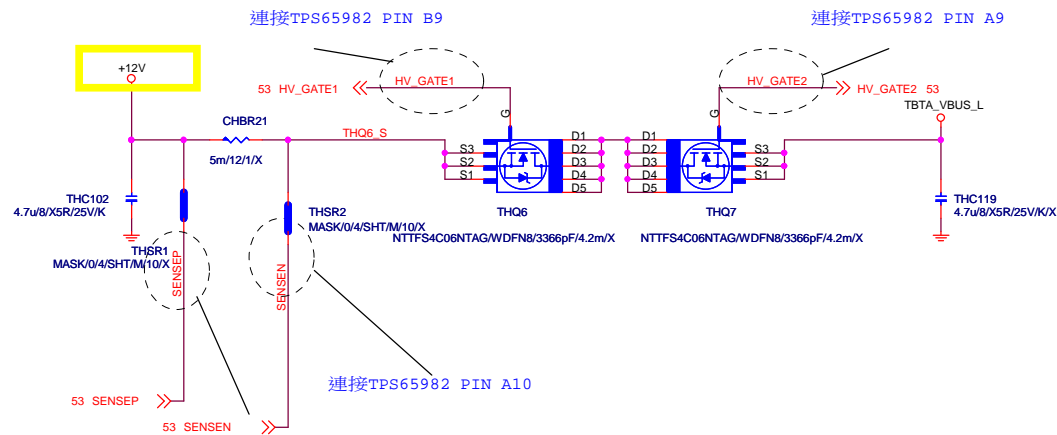 連接TPS65982 PIN B9
連接TPS65982 PIN A9
+12V
53 HV_GATE1
HV_GATE1
HV_GATE2
HV_GATE2 53
TBTA_VBUS_L
G
G
CHBR21
5m/12/1/X
THQ6_S
S3
S2
S1
D1
D2
D3
D4
D5
D1
D2
D3
D4
D5
S3
S2
S1
THC102
4.7u/8/X5R/25V/K
THSR2
MASK/0/4/SHT/M/10/X
THQ6
NTTFS4C06NTAG/WDFN8/3366pF/4.2m/X
THQ7
NTTFS4C06NTAG/WDFN8/3366pF/4.2m/X
THC119
4.7u/8/X5R/25V/K/X
THSR1
MASK/0/4/SHT/M/10/X
SENSEP
SENSEN
連接TPS65982 PIN A10
53 SENSEP
53 SENSEN